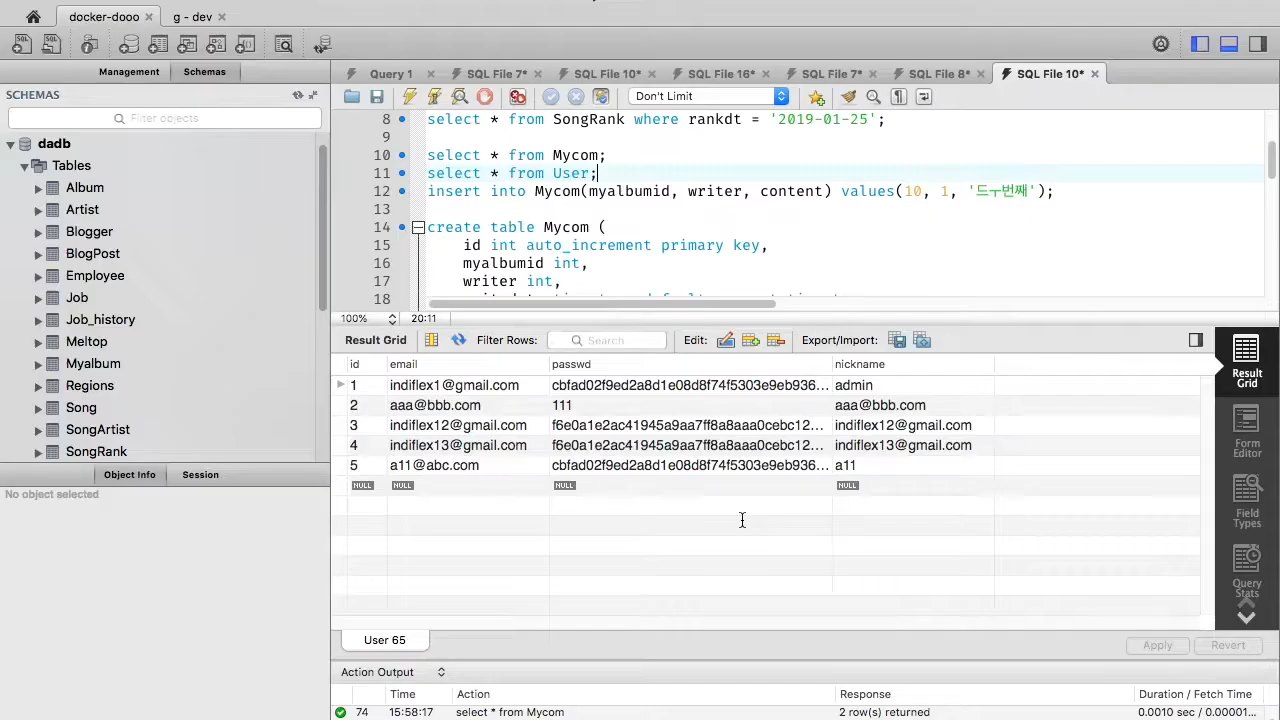 docker-dooo
g - dev
Management
Schemas
SCHEMAS
Filter objects
dadb
Tables
Album
Artist
Blogger
BlogPost
Employee
Job
Job_history
Meltop
Myalbum
Regions
Song
SongArtist
SongRank
Object Info
Session
No object selected
Query 1
SQL File 7*
SQL File 10*
SQL File 16*
SQL File 7*
SQL File 8*
SQL File 10*
Don't Limit
8 select * from SongRank where rankdt = '2019-01-25';
9
10 select * from Mycom;
11 select * from User;
12 insert into Mycom(myalbumid, writer, content) values(10, 1, '드ㅜ번째');
13
14 create table Mycom (
15 id int auto_increment primary key,
16 myalbumid int,
17 writer int,
18
100%
20:11
Result Grid
Filter Rows:
Search
Edit:
Export/Import:
id email passwd nickname
1 indiflex1@gmail.com cbfad02f9ed2a8d1e08d8f74f5303e9eb936... admin
2 aaa@bbb.com 111 aaa@bbb.com
3 indiflex12@gmail.com f6e0a1e2ac41945a9aa7ff8a8aaa0cebc12... indiflex12@gmail.com
4 indiflex13@gmail.com f6e0a1e2ac41945a9aa7ff8a8aaa0cebc12... indiflex13@gmail.com
5 a11@abc.com cbfad02f9ed2a8d1e08d8f74f5303e9eb936... a11
NULL NULL NULL NULL
Result
Grid
Form
Editor
Field
Types
Query
Stats
User 65
Apply
Revert
Action Output
Time Action Response Duration / Fetch Time
74 15:58:17 select * from Mycom 2 row(s) returned 0.0010 sec / 0.00001...